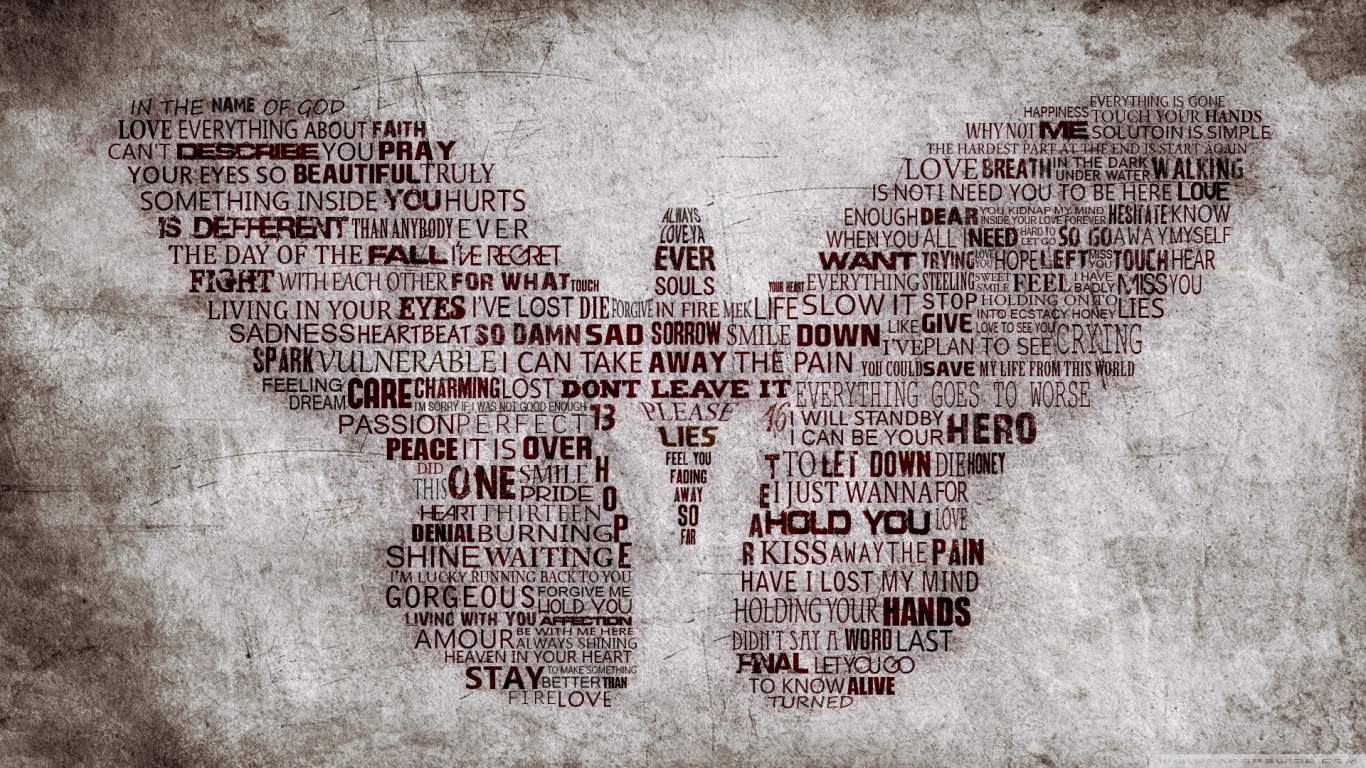 IN THE NAME OF GOD
LOVE EVERYTHING ABOUT FAITH
CAN'T DESCRIBE YOU PRAY
YOUR EYES SO BEAUTIFUL TRULY
SOMETHING INSIDE YOU HURTS
IS DEFFERENT THAN ANYBODY EVER
THE DAY OF THE FALL I'VE REGRET
FIGHT WITH EACH OTHER FOR WHAT TOUCH
LIVING IN YOUR EYES I'VE LOST DIE FORGIVE IN FIRE MEK LIFE SLOW IT STOP
SADNESS HEARTBEAT SO DAMN SAD SORROW SMILE DOWN LIKE GIVE
SPARK VULNERABLE I CAN TAKE AWAY THE PAIN YOU COULD SAVE MY LIFE FROM THIS WORLD
FEELING
DREAM
CARE CHARMING LOST DONT LEAVE IT EVERYTHING GOES TO WORSE
I'M SORRY IF I WAS NOT GOOD ENOUGH
PASSION PERFECT 13
PEACE IT IS OVER
DID
THIS
ONE SMILE
PRIDE
HEART THIRTEEN
HOPE
DENIAL BURNING
SHINE WAITING
I'M LUCKY RUNNING BACK TO YOU
GORGEOUS FORGIVE ME
HOLD YOU
LIVING WITH YOU AFFECTION
AMOUR BE WITH ME HERE
ALWAYS SHINING
HEAVEN IN YOUR HEART
STAY TO MAKE SOMETHING
BETTER THAN
FIRE LOVE
ALWAYS
LOVE YA
EVER
SOULS
PLEASE
LIES
FEEL YOU
FADING
AWAY
SO
FAR
EVERYTHING IS GONE
HAPPINESS TOUCH YOUR HANDS
WHY NOT ME SOLUTOIN IS SIMPLE
THE HARDEST PART AT THE END IS START AGAIN
LOVE BREATH IN THE DARK
UNDER WATER WALKING
IS NOT I NEED YOU TO BE HERE LOVE
ENOUGH DEAR YOU KIDNAP MY MIND
INSIDE YOUR LOVE FOREVER
HESITATE KNOW
WHEN YOU ALL I NEED HARD TO
LET GO
SO GO AWAY MYSELF
WANT TRYING LOVE
YOU
HOPE LEFT MISS
YOU
TOUCH HEAR
YOUR HEART EVERYTHING STEELING SWEET
SMILE
FEEL I HAVE
BADLY
MISS YOU
HOLDING ON TO
INTO ECSTACY HONEY
LIES
LOVE TO SEE YOU
I'VE PLAN TO SEE CRYING
16 I WILL STANDBY
I CAN BE YOUR HERO
TEAR
TO LET DOWN DIE HONEY
I JUST WANNA FOR
HOLD YOU LOVE
KISS AWAY THE PAIN
HAVE I LOST MY MIND
HOLDING YOUR HANDS
DIDN'T SAY A WORD LAST
FINAL LET YOU GO
TO KNOW ALIVE
TURNED